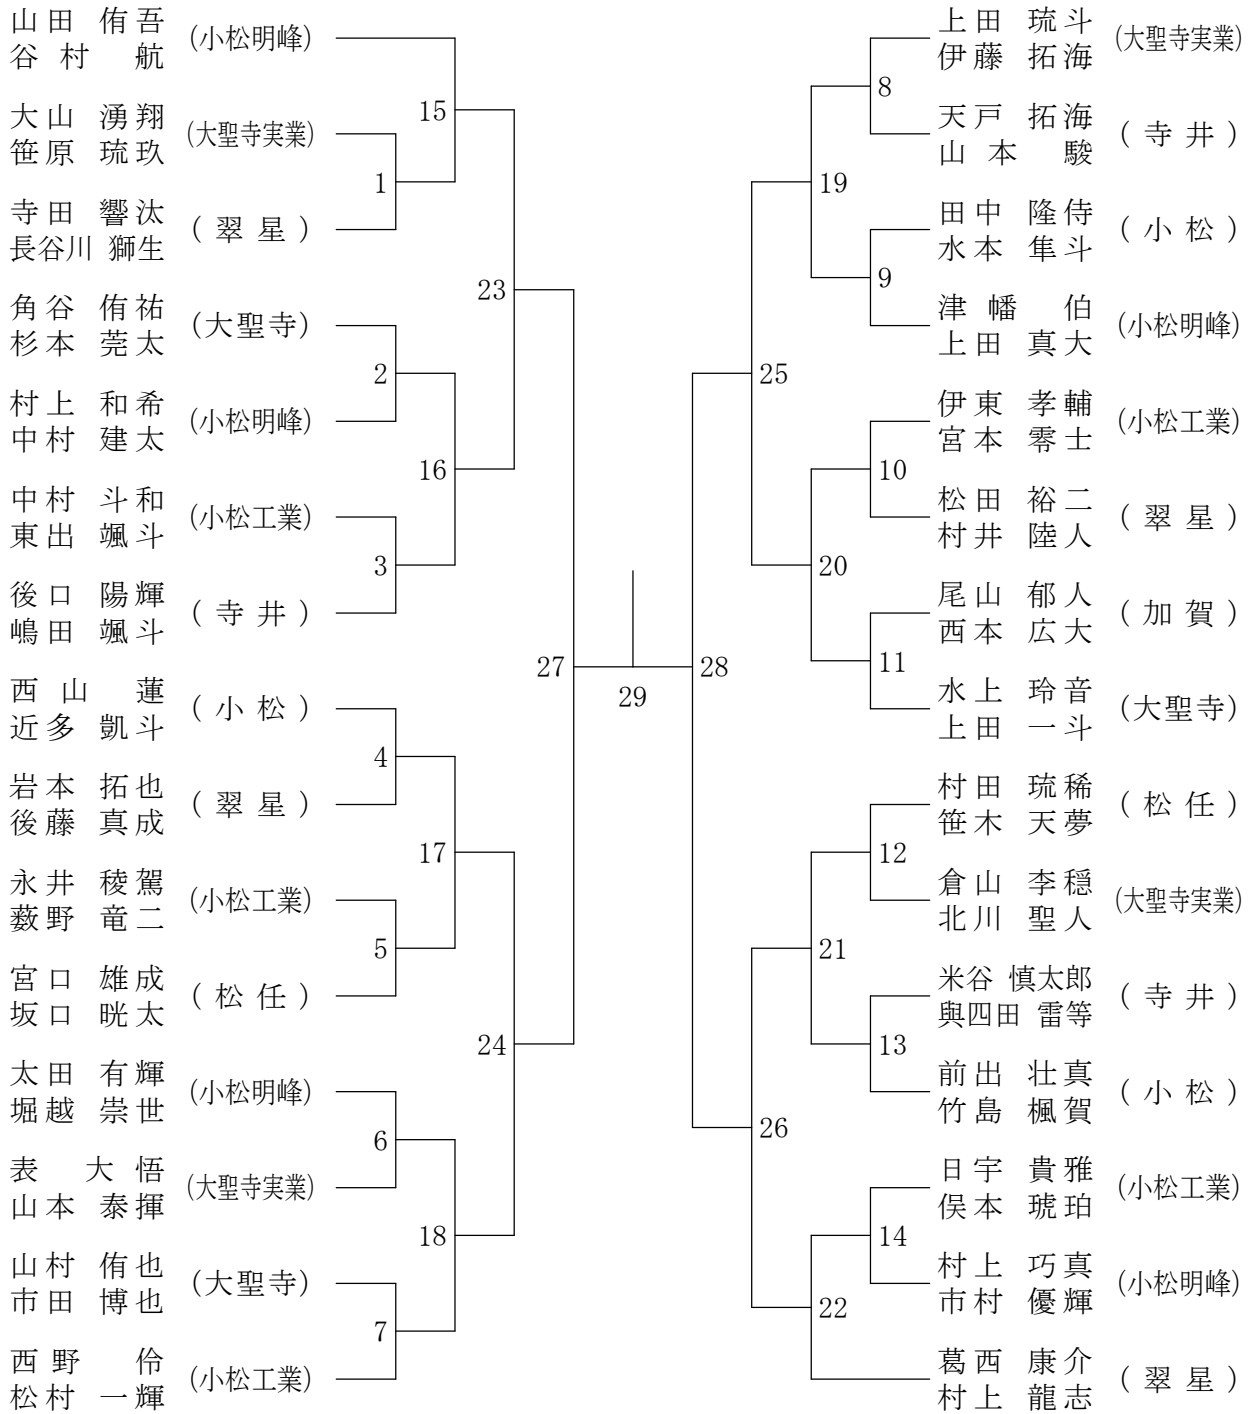 山田 侑吾
谷村 航
(小松明峰)
大山 湧翔
笹原 琉玖
(大聖寺実業)
寺田 響汰
長谷川 獅生
(翠星)
角谷 侑祐
杉本 莞太
(大聖寺)
村上 和希
中村 建太
(小松明峰)
中村 斗和
東出 颯斗
(小松工業)
後口 陽輝
嶋田 颯斗
(寺井)
西山 蓮
近多 凱斗
(小松)
岩本 拓也
後藤 真成
(翠星)
永井 稜駕
薮野 竜二
(小松工業)
宮口 雄成
坂口 晄太
(松任)
太田 有輝
堀越 崇世
(小松明峰)
表 大悟
山本 泰揮
(大聖寺実業)
山村 侑也
市田 博也
(大聖寺)
西野 伶
松村 一輝
(小松工業)
15
1
23
2
16
3
27
4
17
5
24
6
18
7
29
28
8
19
9
25
10
20
11
12
21
13
26
14
22
上田 琉斗
伊藤 拓海
(大聖寺実業)
天戸 拓海
山本 駿
(寺井)
田中 隆侍
水本 隼斗
(小松)
津幡 伯
上田 真大
(小松明峰)
伊東 孝輔
宮本 零士
(小松工業)
松田 裕二
村井 陸人
(翠星)
尾山 郁人
西本 広大
(加賀)
水上 玲音
上田 一斗
(大聖寺)
村田 琉稀
笹木 天夢
(松任)
倉山 李穏
北川 聖人
(大聖寺実業)
米谷 慎太郎
與四田 雷等
(寺井)
前出 壮真
竹島 楓賀
(小松)
日宇 貴雅
俣本 琥珀
(小松工業)
村上 巧真
市村 優輝
(小松明峰)
葛西 康介
村上 龍志
(翠星)